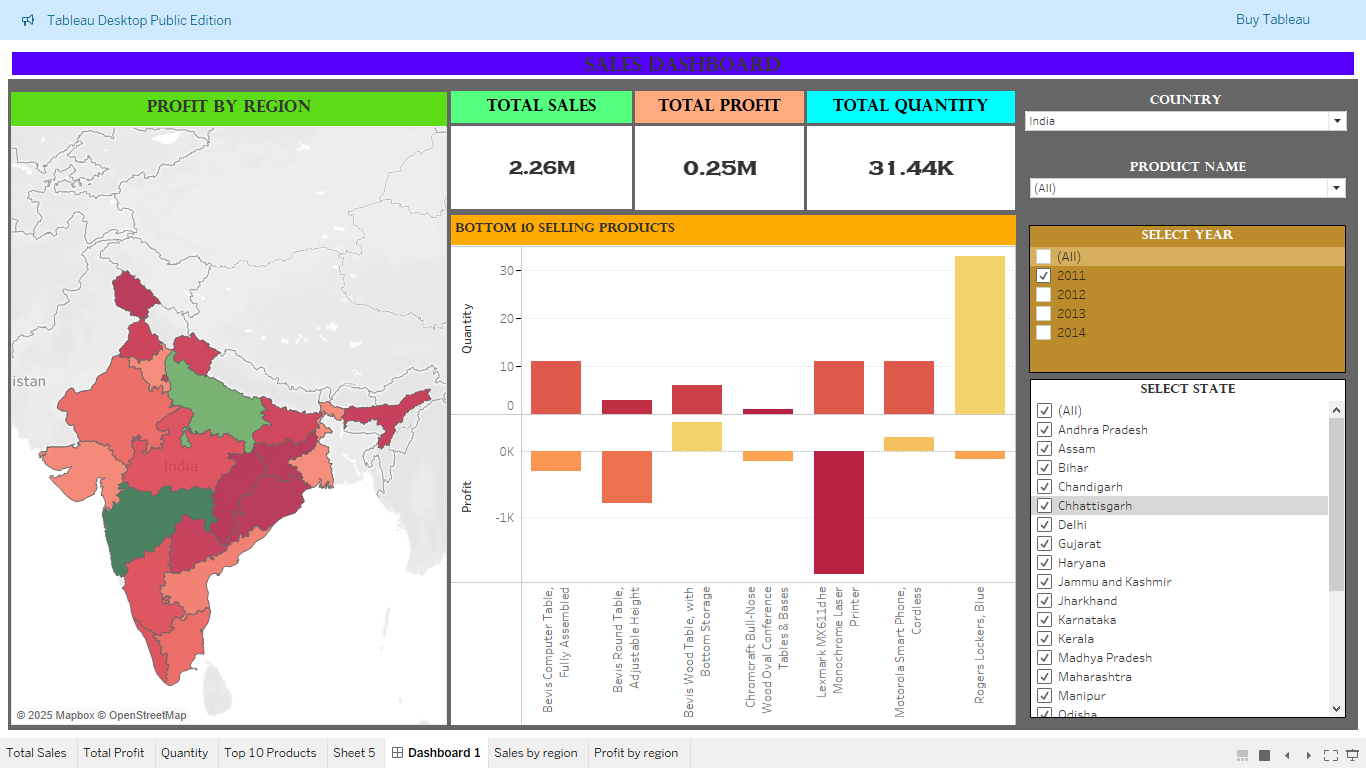 Tableau Desktop Public Edition
Buy Tableau
SALES DASHBOARD
PROFIT BY REGION
istan
India
© 2025 Mapbox © OpenStreetMap
TOTAL SALES
2.26M
TOTAL PROFIT
0.25M
TOTAL QUANTITY
31.44K
BOTTOM 10 SELLING PRODUCTS
Quantity
30
20
10
0
Profit
0K
-1K
Bevis Computer Table,
Fully Assembled
Bevis Round Table,
Adjustable Height
Bevis Wood Table, with
Bottom Storage
Chromcraft Bull-Nose
Wood Oval Conference
Tables & Bases
Lexmark MX611dhe
Monochrome Laser
Printer
Motorola Smart Phone,
Cordless
Rogers Lockers, Blue
COUNTRY
India
PRODUCT NAME
(All)
SELECT YEAR
(All)
2011
2012
2013
2014
SELECT STATE
(All)
Andhra Pradesh
Assam
Bihar
Chandigarh
Chhattisgarh
Delhi
Gujarat
Haryana
Jammu and Kashmir
Jharkhand
Karnataka
Kerala
Madhya Pradesh
Maharashtra
Manipur
Odisha
Total Sales
Total Profit
Quantity
Top 10 Products
Sheet 5
Dashboard 1
Sales by region
Profit by region